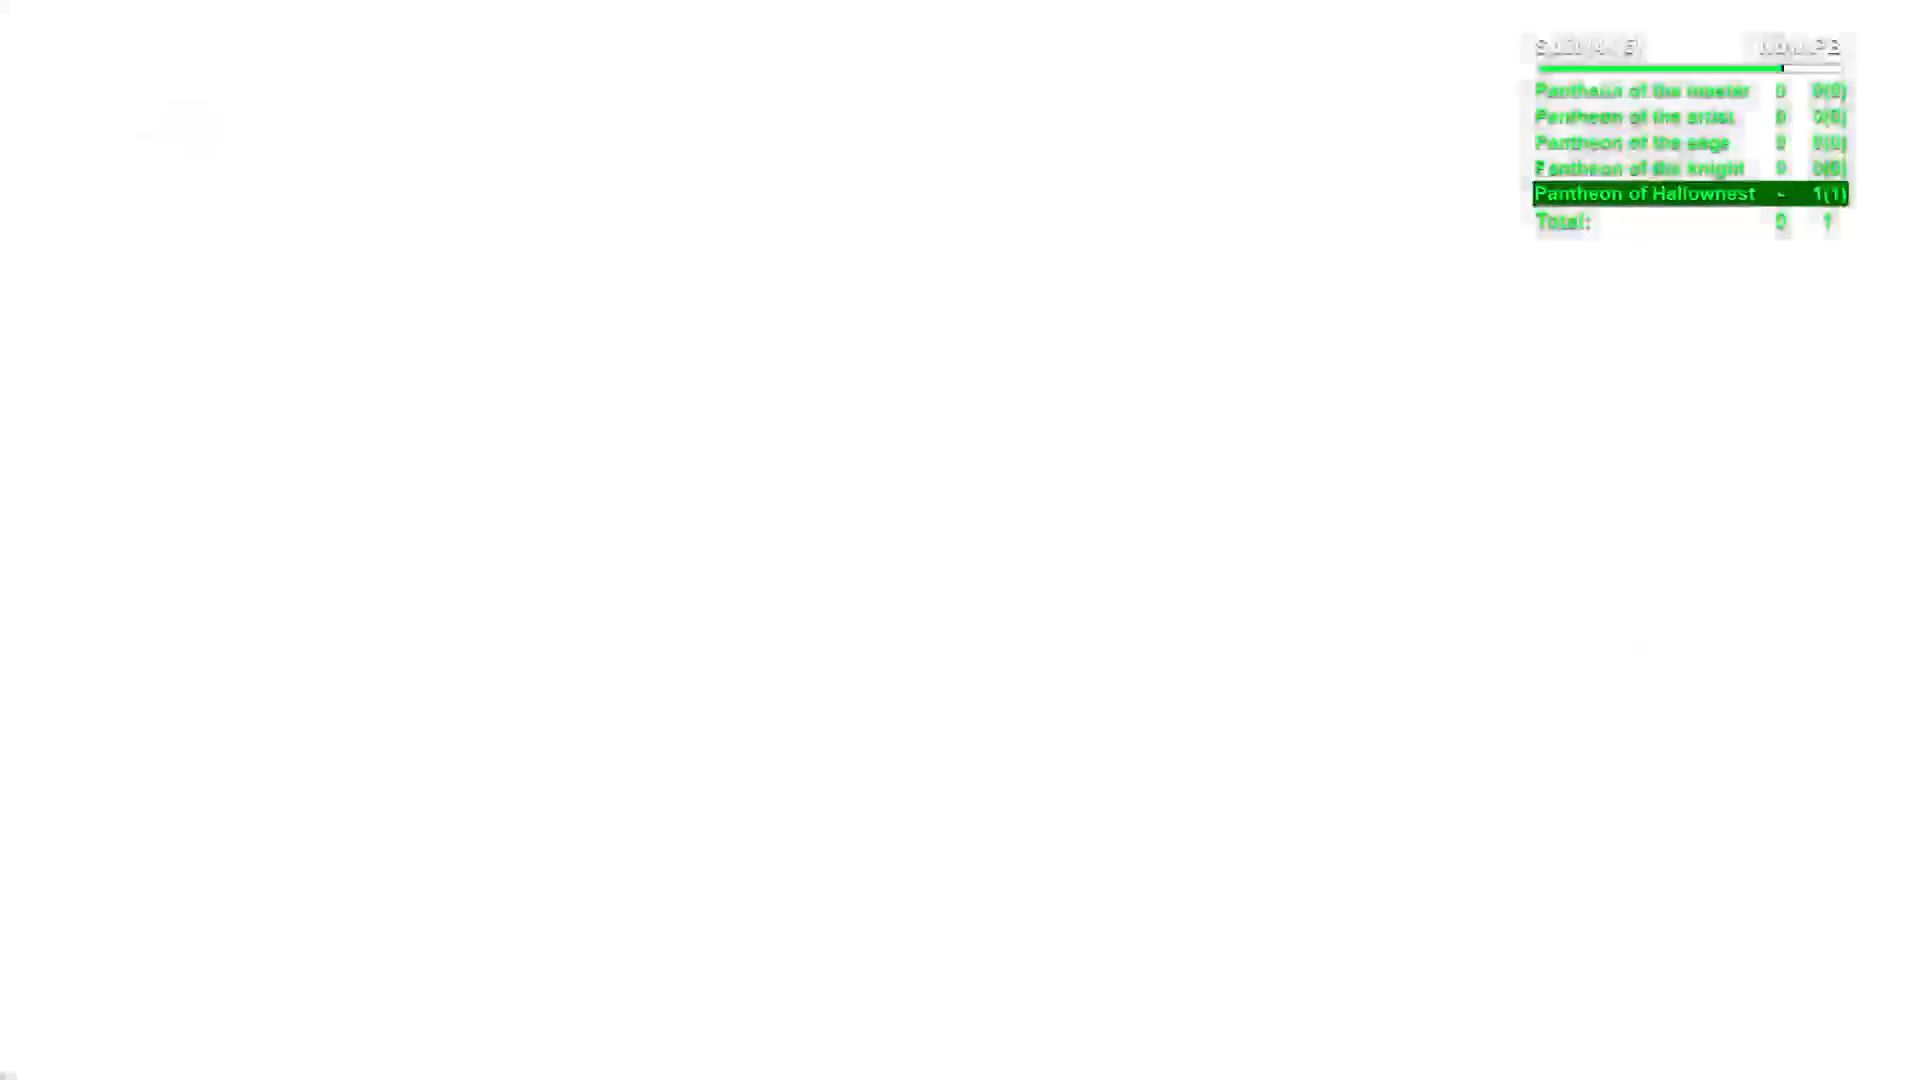 Pantheon of the master 0 0(0)
Pantheon of the artist 0 0(0)
Pantheon of the sage 0 0(0)
Pantheon of the knight 0 0(0)
Pantheon of Hallownest - 1(1)
Total: 0 1